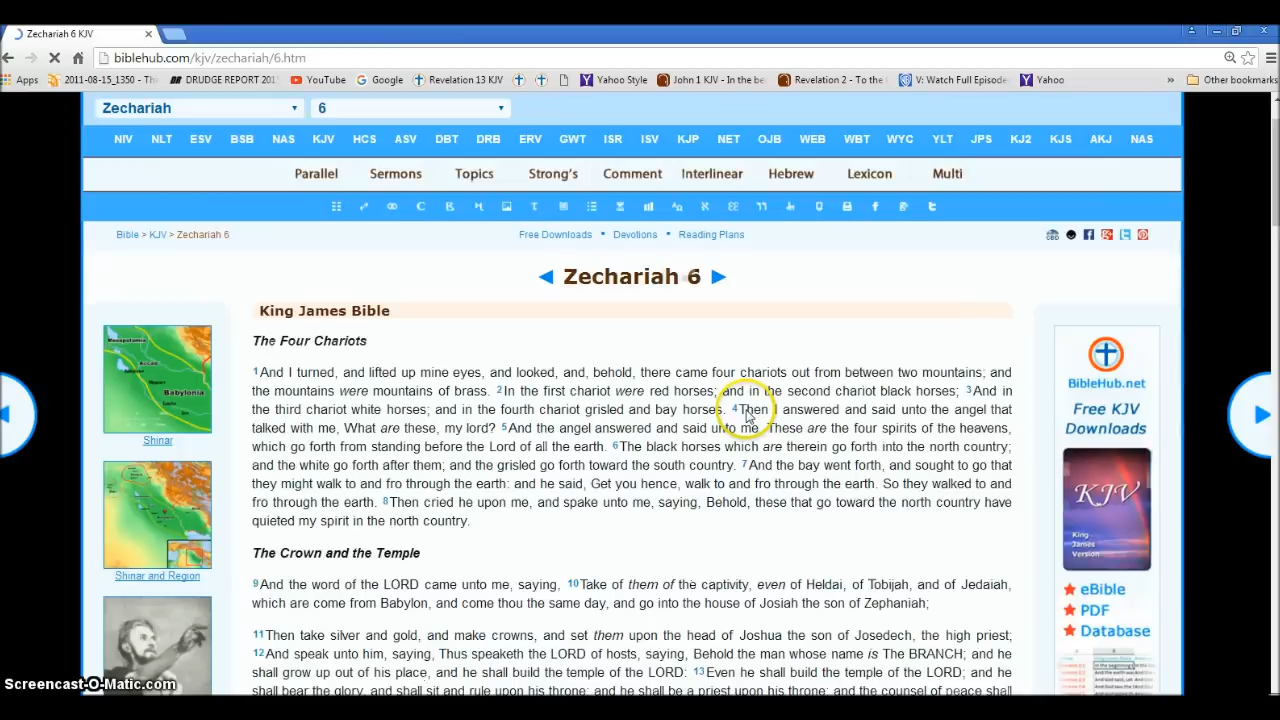 Zechariah 6 KJV
biblehub.com/kjv/zechariah/6.htm
Apps 2011-08-15_1350 - Th DRUDGE REPORT 201 YouTube Google Revelation 13 KJV Yahoo Style John 1 KJV - In the be Revelation 2 - To the V: Watch Full Episode Yahoo » Other bookmarks
Zechariah 6
NIV NLT ESV BSB NAS KJV HCS ASV DBT DRB ERV GWT ISR ISV KJP NET OJB WEB WBT WYC YLT JPS KJ2 KJS AKJ NAS
Parallel Sermons Topics Strong's Comment Interlinear Hebrew Lexicon Multi
Bible > KJV > Zechariah 6 Free Downloads • Devotions • Reading Plans
◄ Zechariah 6 ►
King James Bible
The Four Chariots
1And I turned, and lifted up mine eyes, and looked, and, behold, there came four chariots out from between two mountains; and
the mountains were mountains of brass. 2In the first chariot were red horses; and in the second chariot black horses; 3And in
the third chariot white horses; and in the fourth chariot grisled and bay horses. 4Then I answered and said unto the angel that
talked with me, What are these, my lord? 5And the angel answered and said unto me, These are the four spirits of the heavens,
which go forth from standing before the Lord of all the earth. 6The black horses which are therein go forth into the north country;
and the white go forth after them; and the grisled go forth toward the south country. 7And the bay went forth, and sought to go that
they might walk to and fro through the earth: and he said, Get you hence, walk to and fro through the earth. So they walked to and
fro through the earth. 8Then cried he upon me, and spake unto me, saying, Behold, these that go toward the north country have
quieted my spirit in the north country.
The Crown and the Temple
9And the word of the LORD came unto me, saying, 10Take of them of the captivity, even of Heldai, of Tobijah, and of Jedaiah,
which are come from Babylon, and come thou the same day, and go into the house of Josiah the son of Zephaniah;
11Then take silver and gold, and make crowns, and set them upon the head of Joshua the son of Josedech, the high priest;
12And speak unto him, saying, Thus speaketh the LORD of hosts, saying, Behold the man whose name is The BRANCH; and he
shall grow up out of his place, and he shall build the temple of the LORD: 13Even he shall build the temple of the LORD; and he
Babylonia
Shinar
Shinar and Region
BibleHub.net
Free KJV
Downloads
KJV
King
James
Version
eBible
PDF
Database
Screencast-O-Matic.com